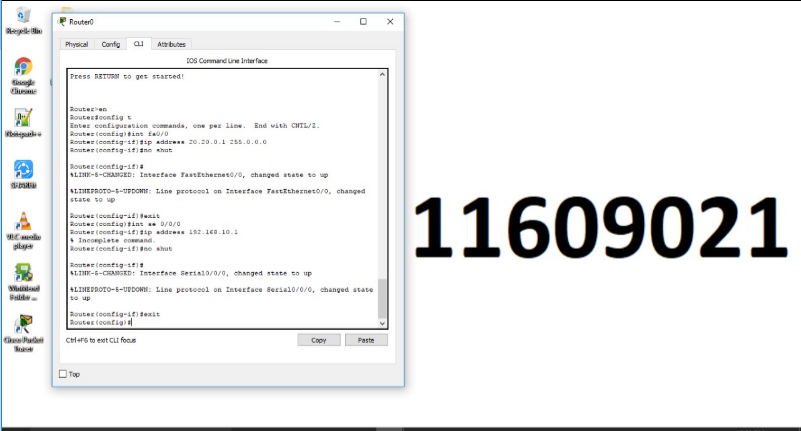 Recycle Bin
Google
Chrome
Notepad++
SHAREit
VLC media
player
Winmend
Folder ...
Cisco Packet
Tracer
Router0
Physical
Config
CLI
Attributes
IOS Command Line Interface
Press RETURN to get started!
Router>en
Router#config t
Enter configuration commands, one per line.  End with CNTL/Z.
Router(config)#int fa0/0
Router(config-if)#ip address 20.20.0.1 255.0.0.0
Router(config-if)#no shut
Router(config-if)#
%LINK-5-CHANGED: Interface FastEthernet0/0, changed state to up
%LINEPROTO-5-UPDOWN: Line protocol on Interface FastEthernet0/0, changed
state to up
Router(config-if)#exit
Router(config)#int se 0/0/0
Router(config-if)#ip address 192.168.10.1
% Incomplete command.
Router(config-if)#no shut
Router(config-if)#
%LINK-5-CHANGED: Interface Serial0/0/0, changed state to up
%LINEPROTO-5-UPDOWN: Line protocol on Interface Serial0/0/0, changed state
to up
Router(config-if)#exit
Router(config)#
Ctrl+F6 to exit CLI focus
Copy
Paste
Top
11609021